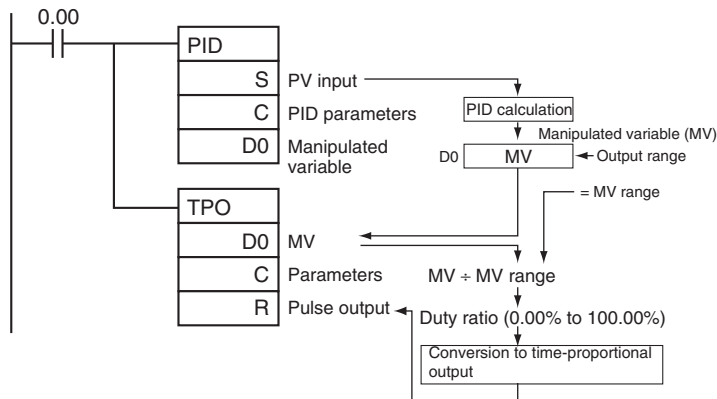 0.00
PID
S PV input
C PID parameters
D0 Manipulated
variable
PID calculation
Manipulated variable (MV)
D0 MV Output range
= MV range
TPO
D0 MV
C Parameters
R Pulse output
MV ÷ MV range
Duty ratio (0.00% to 100.00%)
Conversion to time-proportional
output